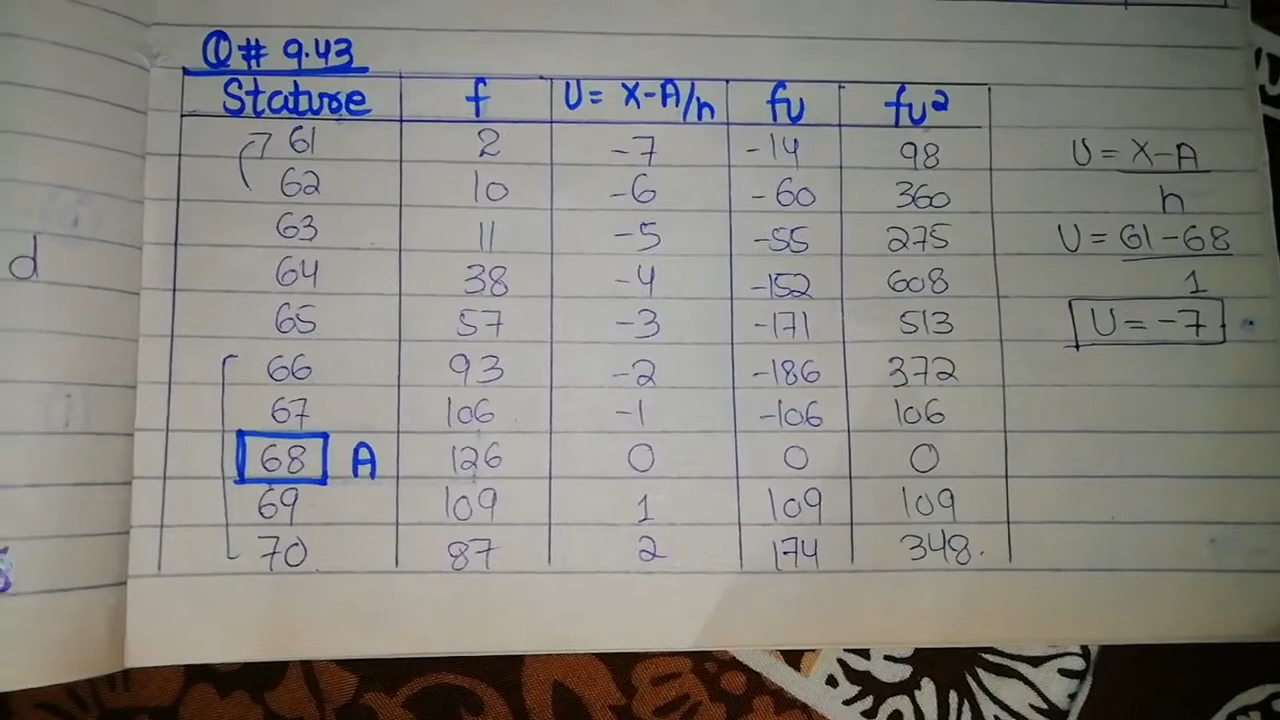 Q# 9.43
Stature f U= X-A/h fU fU²
61 2 -7 -14 98
62 10 -6 -60 360
63 11 -5 -55 275
64 38 -4 -152 608
65 57 -3 -171 513
66 93 -2 -186 372
67 106 -1 -106 106
68 A 126 0 0 0
69 109 1 109 109
70 87 2 174 348.
U = X-A
h
U = 61-68
1
U = -7
d